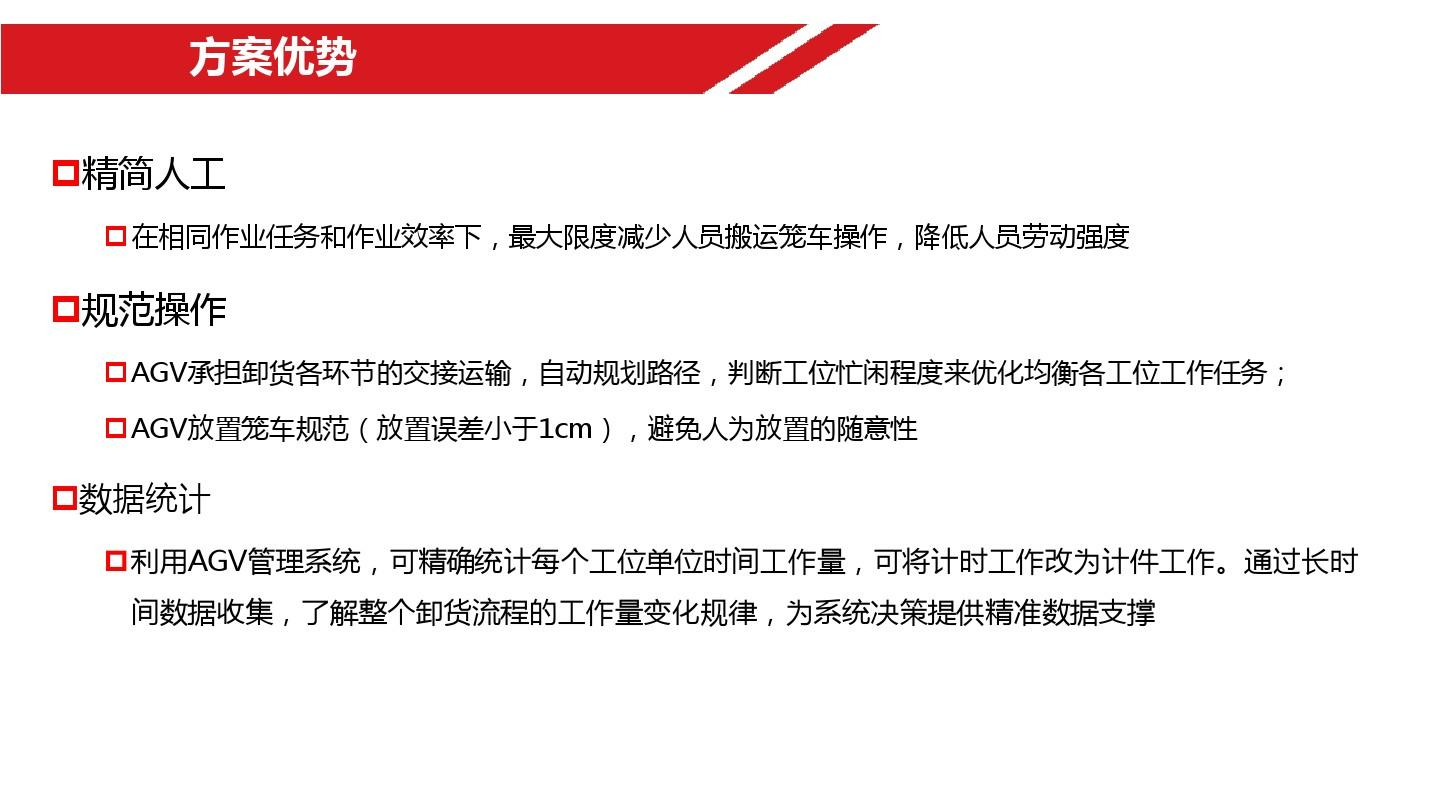 方案优势
精简人工
在相同作业任务和作业效率下，最大限度减少人员搬运笼车操作，降低人员劳动强度
规范操作
AGV承担卸货各环节的交接运输，自动规划路径，判断工位忙闲程度来优化均衡各工位工作任务；
AGV放置笼车规范（放置误差小于1cm），避免人为放置的随意性
数据统计
利用AGV管理系统，可精确统计每个工位单位时间工作量，可将计时工作改为计件工作。通过长时
间数据收集，了解整个卸货流程的工作量变化规律，为系统决策提供精准数据支撑